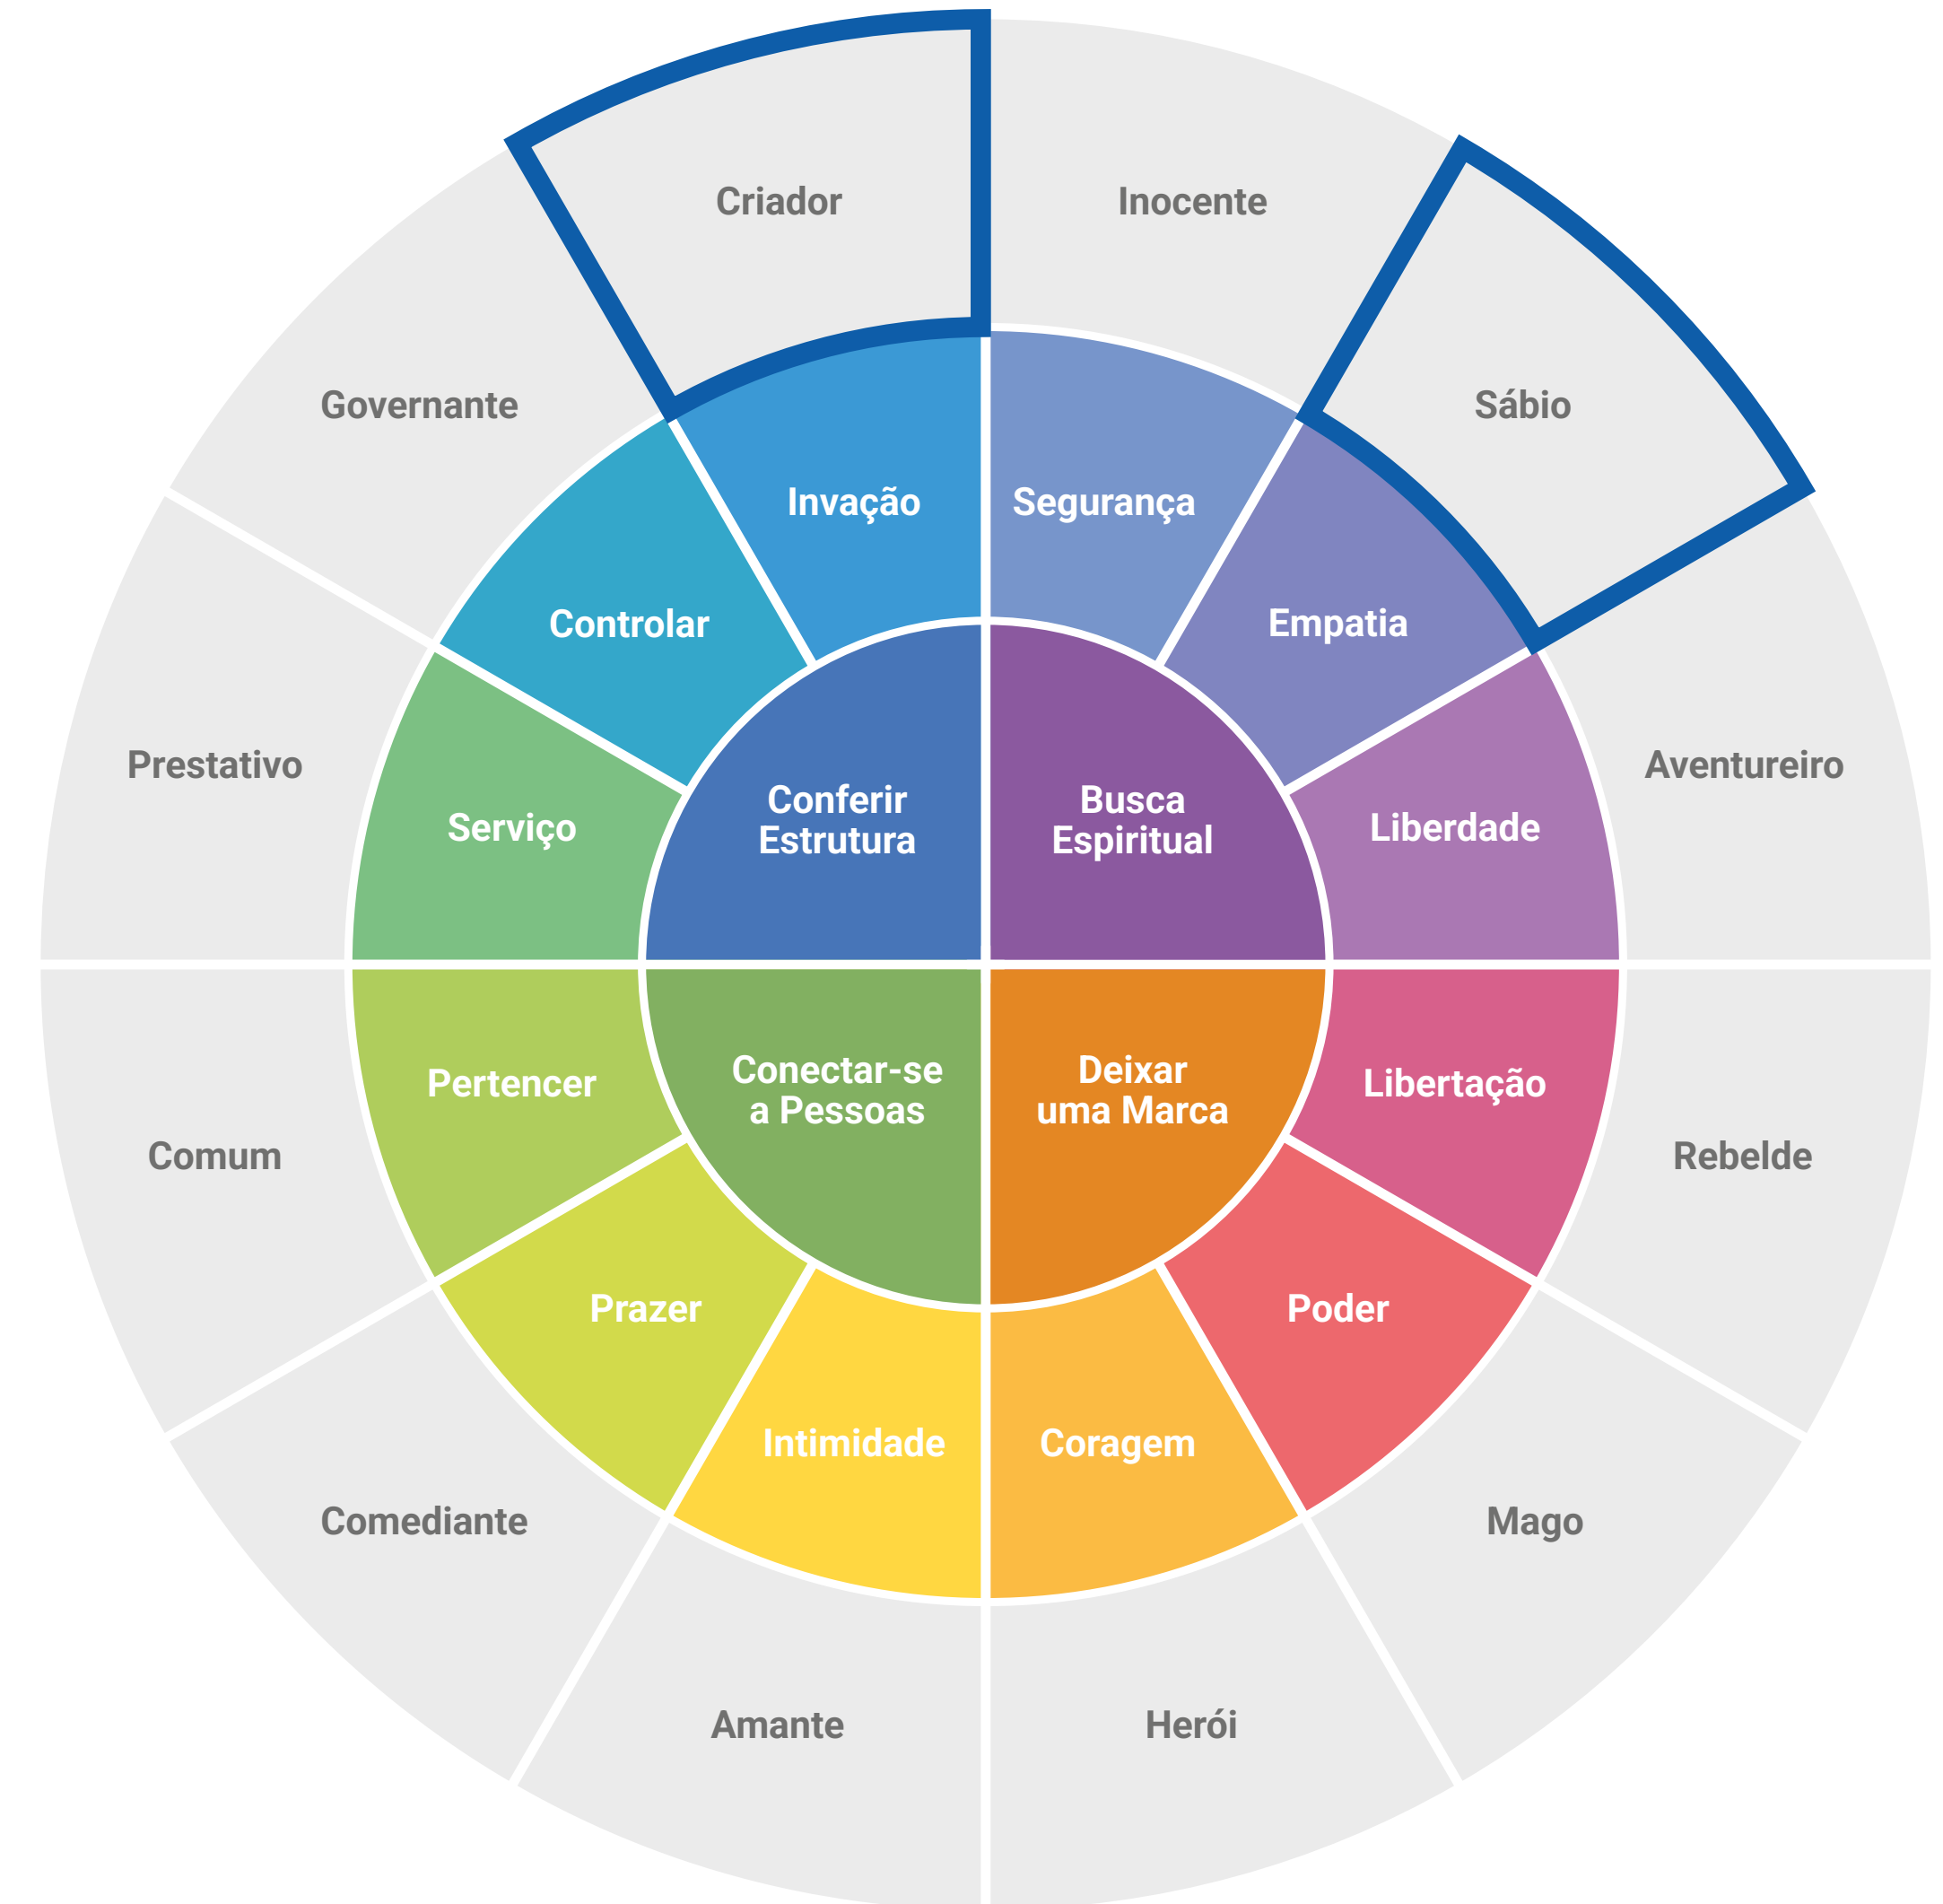 Criador
Inocente
Governante
Sábio
Invação
Segurança
Controlar
Empatia
Prestativo
Aventureiro
Conferir
Estrutura
Busca
Espiritual
Serviço
Liberdade
Conectar-se
a Pessoas
Deixar
uma Marca
Pertencer
Libertação
Comum
Rebelde
Prazer
Poder
Intimidade
Coragem
Comediante
Mago
Amante
Herói